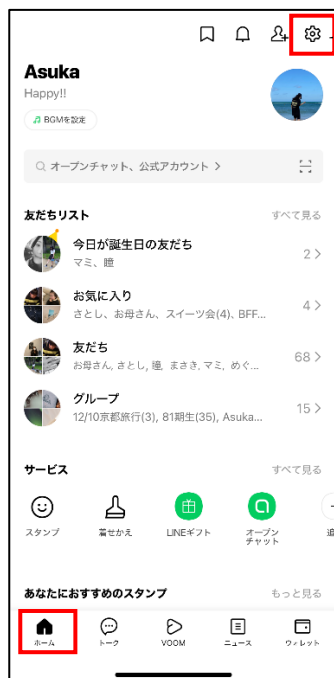 Asuka
Happy!!
BGMを設定
オープンチャット、公式アカウント >
友だちリスト
すべて見る
今日が誕生日の友だち
マミ、瞳
2 >
お気に入り
さとし、お母さん、スイーツ会(4)、BFF...
4 >
友だち
お母さん, さとし, 瞳, まさき, マミ, めぐ...
68 >
グループ
12/10京都旅行(3), 81期生(35), Asuka...
15 >
サービス
すべて見る
スタンプ
着せかえ
LINEギフト
オープン
チャット
追
あなたにおすすめのスタンプ
もっと見る
ホーム
トーク
VOOM
ニュース
ウォレット